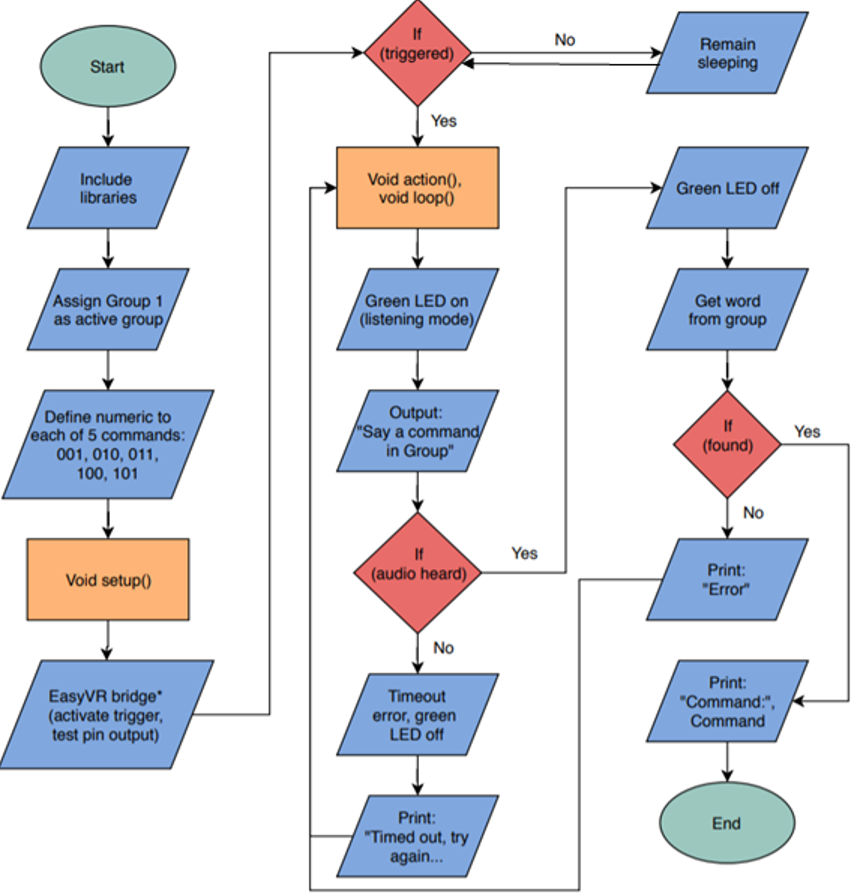 Start
Include
libraries
Assign Group 1
as active group
Define numeric to
each of 5 commands:
001, 010, 011,
100, 101
Void setup()
EasyVR bridge*
(activate trigger,
test pin output)
If
(triggered)
No
Remain
sleeping
Yes
Void action(),
void loop()
Green LED on
(listening mode)
Output:
"Say a command
in Group"
If
(audio heard)
Yes
No
Timeout
error, green
LED off
Print:
"Timed out, try
again...
Green LED off
Get word
from group
If
(found)
Yes
No
Print:
"Error"
Print:
"Command:",
Command
End